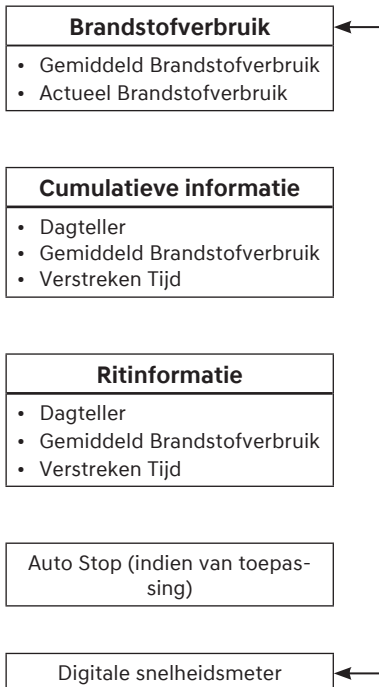 Brandstofverbruik
• Gemiddeld Brandstofverbruik
• Actueel Brandstofverbruik
Cumulatieve informatie
• Dagteller
• Gemiddeld Brandstofverbruik
• Verstreken Tijd
Ritinformatie
• Dagteller
• Gemiddeld Brandstofverbruik
• Verstreken Tijd
Auto Stop (indien van toepas-
sing)
Digitale snelheidsmeter